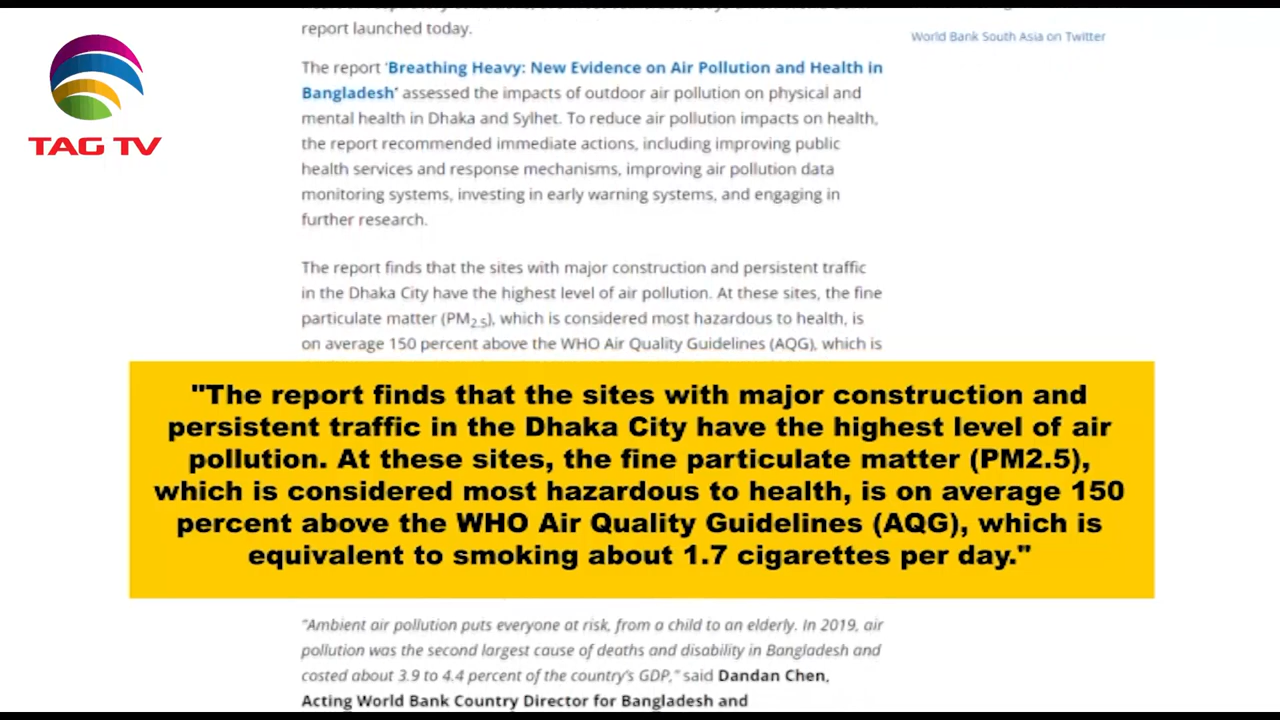 report launched today.
World Bank South Asia on Twitter
TAG TV
The report ‘Breathing Heavy: New Evidence on Air Pollution and Health in
Bangladesh’ assessed the impacts of outdoor air pollution on physical and
mental health in Dhaka and Sylhet. To reduce air pollution impacts on health,
the report recommended immediate actions, including improving public
health services and response mechanisms, improving air pollution data
monitoring systems, investing in early warning systems, and engaging in
further research.
The report finds that the sites with major construction and persistent traffic
in the Dhaka City have the highest level of air pollution. At these sites, the fine
particulate matter (PM2.5), which is considered most hazardous to health, is
on average 150 percent above the WHO Air Quality Guidelines (AQG), which is
"The report finds that the sites with major construction and
persistent traffic in the Dhaka City have the highest level of air
pollution. At these sites, the fine particulate matter (PM2.5),
which is considered most hazardous to health, is on average 150
percent above the WHO Air Quality Guidelines (AQG), which is
equivalent to smoking about 1.7 cigarettes per day."
"Ambient air pollution puts everyone at risk, from a child to an elderly. In 2019, air
pollution was the second largest cause of deaths and disability in Bangladesh and
costed about 3.9 to 4.4 percent of the country's GDP," said Dandan Chen,
Acting World Bank Country Director for Bangladesh and